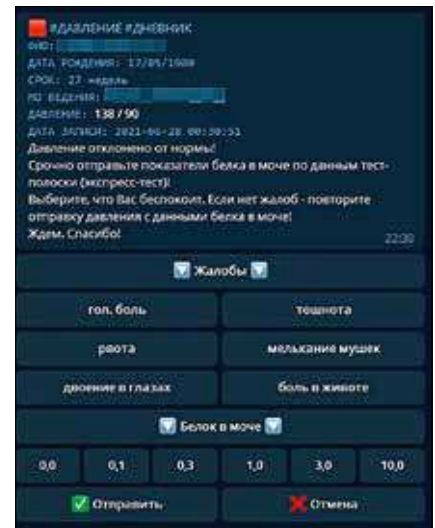 #ДАВЛЕНИЕ #ДНЕВНИК
ФИО:
ДАТА РОЖДЕНИЯ: 17/05/1980
СРОК: 27 недель
МО ВЕДЕНИЯ:
ДАВЛЕНИЕ: 138 / 90
ДАТА ЗАПИСИ: 2021-06-28 00:30:51
Давление отклонено от нормы!
Срочно отправьте показатели белка в моче по данным тест-
полоски (экспресс-тест)!
Выберите, что Вас беспокоит. Если нет жалоб - повторите
отправку давления с данными белка в моче!
Ждем. Спасибо!
22:30
Жалобы
гол. боль тошнота
рвота мелькание мушек
двоение в глазах боль в животе
Белок в моче
0,0 0,1 0,3 1,0 3,0 10,0
Отправить Отмена